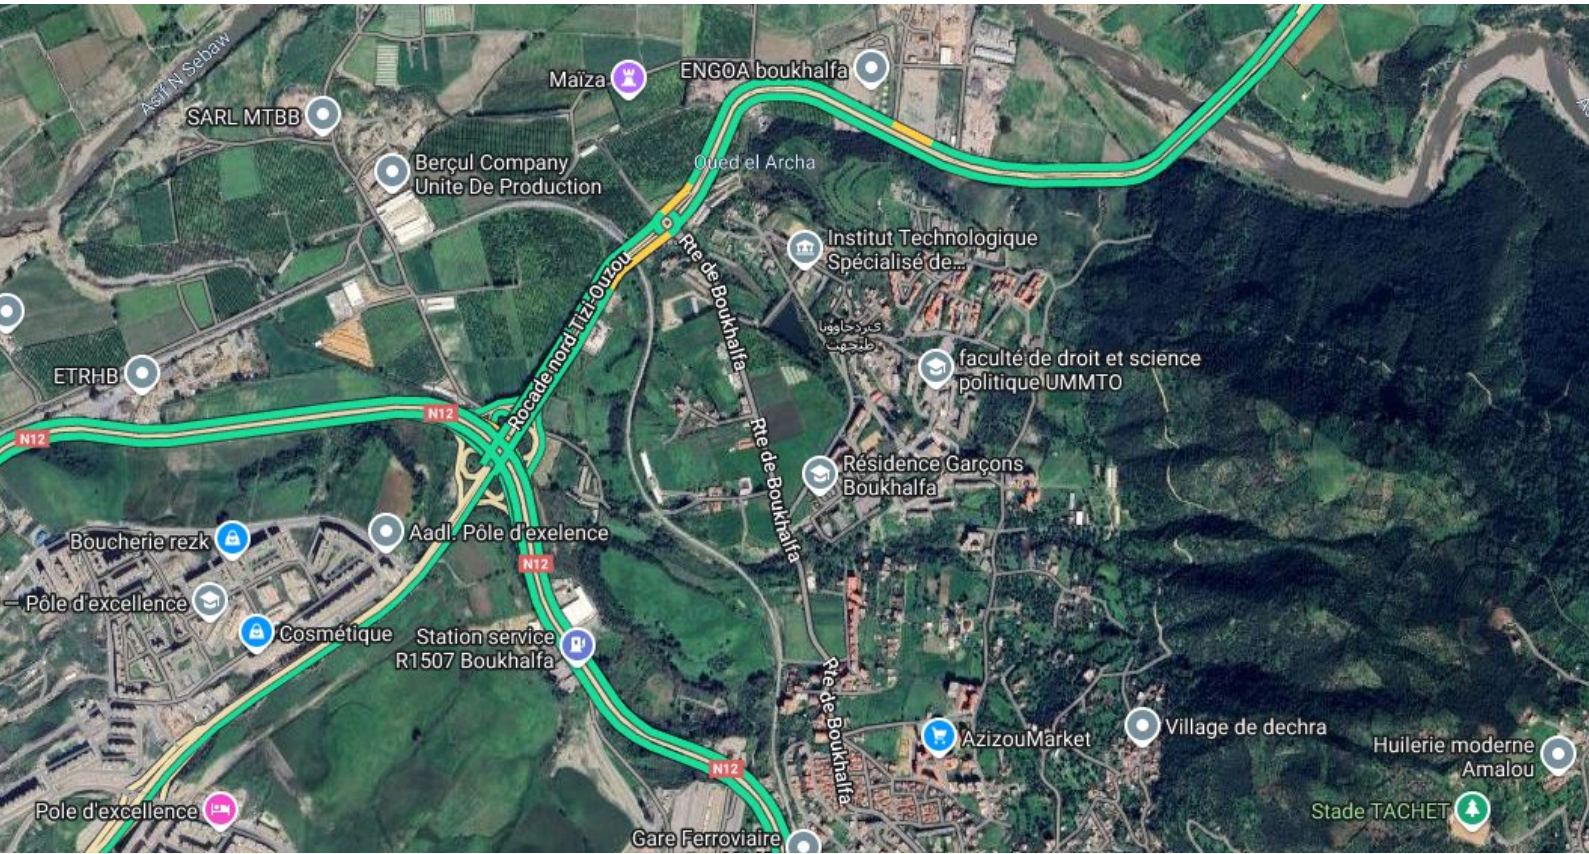 Asif N Sebaw
SARL MTBB
Maïza
ENGOA boukhalfa
Berçul Company
Unite De Production
Oued el Archa
Institut Technologique
Spécialisé de...
Rte de Boukhalfa
Rocade nord Tizi-Ouzou
faculté de droit et science
politique UMMTO
ETRHB
N12
N12
Rte de Boukhalfa
Résidence Garçons
Boukhalfa
Boucherie rezk
Aadl. Pôle d'exelence
N12
— Pôle d'excellence
Cosmétique
Station service
R1507 Boukhalfa
Rte de Boukhalfa
AzizouMarket
Village de dechra
Huilerie moderne
Amalou
N12
Pole d'excellence
Stade TACHET
Gare Ferroviaire